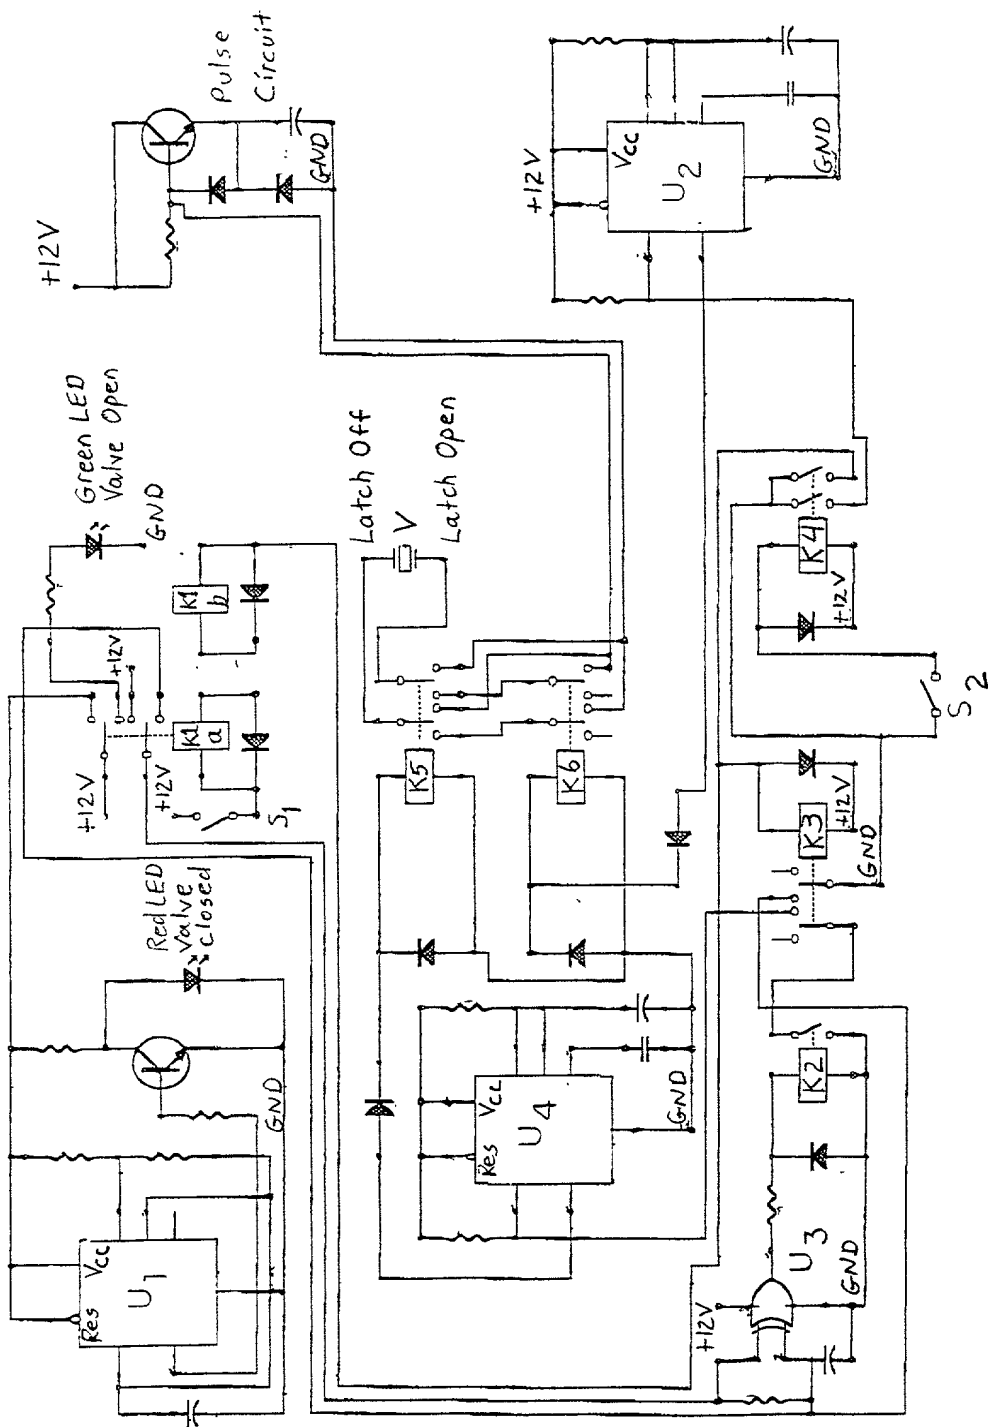 +12V
Pulse
Circuit
GND
+12V
Vcc
U2
GND
Green LED
Valve Open
GND
+12V
+12V
+12V
K1
a
K1
b
S1
Latch Off
V
Latch Open
Red LED
Valve
Closed
GND
Res
Vcc
U1
K5
K6
Res
Vcc
U4
GND
K4
+12V
S2
K3
+12V
GND
K2
+12V
U3
GND